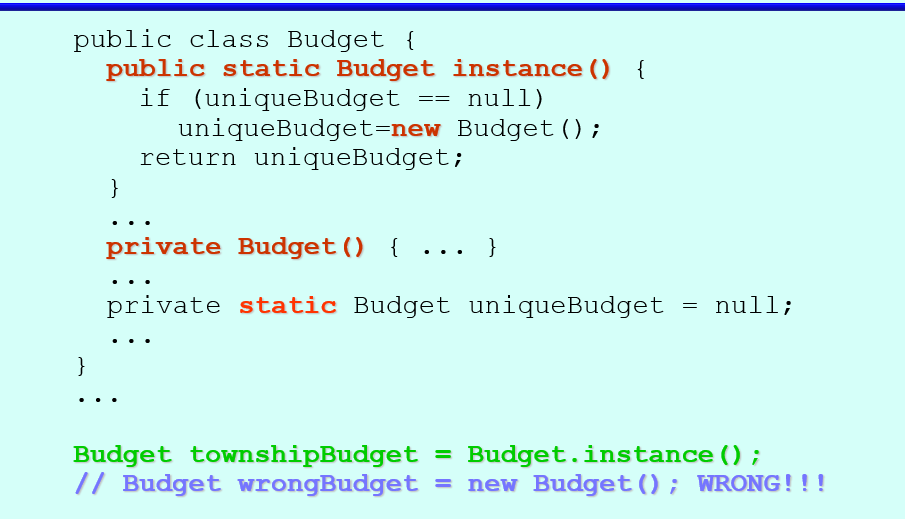 public class Budget {
public static Budget instance() {
if (uniqueBudget == null)
uniqueBudget=new Budget();
return uniqueBudget;
}
...
private Budget() { ... }
...
private static Budget uniqueBudget = null;
...
}
...
Budget townshipBudget = Budget.instance();
// Budget wrongBudget = new Budget(); WRONG!!!